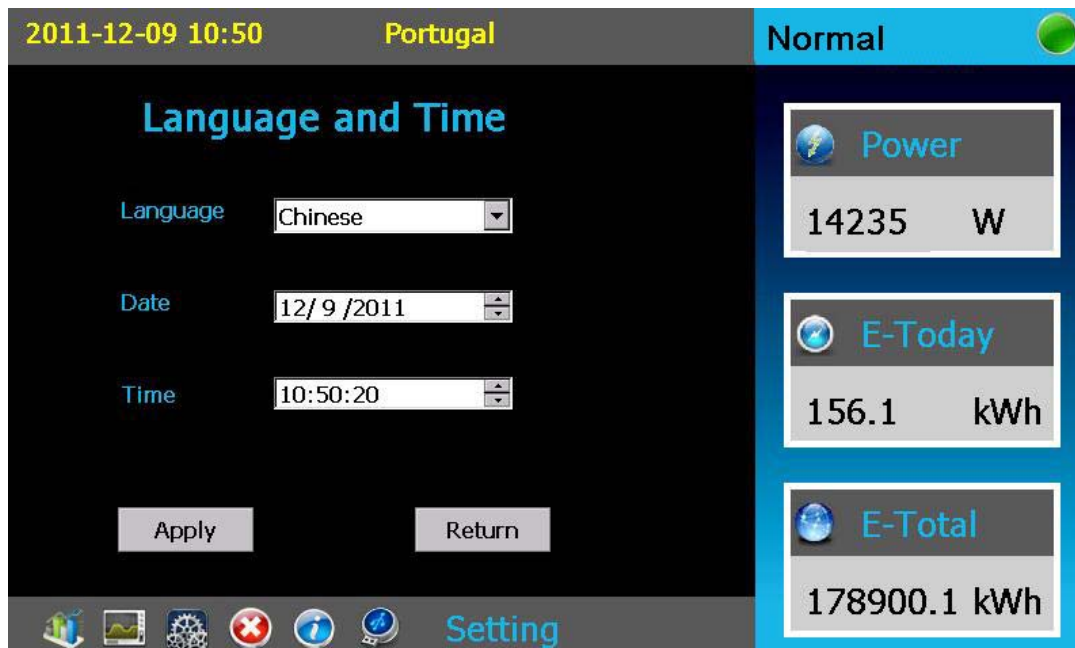 2011-12-09 10:50 Portugal
Normal
Language and Time
Language Chinese
Date 12/ 9 /2011
Time 10:50:20
Apply Return
Setting
Power
14235 W
E-Today
156.1 kWh
E-Total
178900.1 kWh